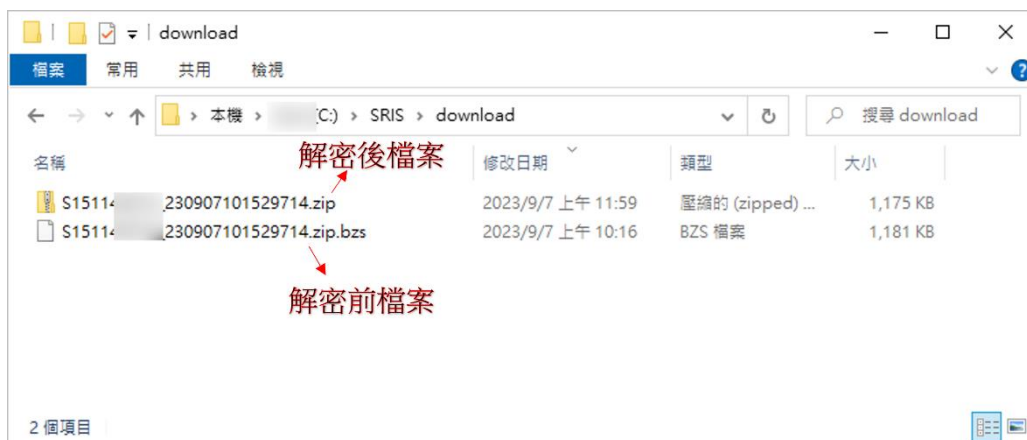 download
檔案 常用 共用 檢視
本機 > (C:) > SRIS > download 搜尋 download
解密後檔案
名稱 修改日期 類型 大小
S15114 _230907101529714.zip 2023/9/7 上午 11:59 壓縮的 (zipped) ... 1,175 KB
S15114 _230907101529714.zip.bzs 2023/9/7 上午 10:16 BZS 檔案 1,181 KB
解密前檔案
2 個項目